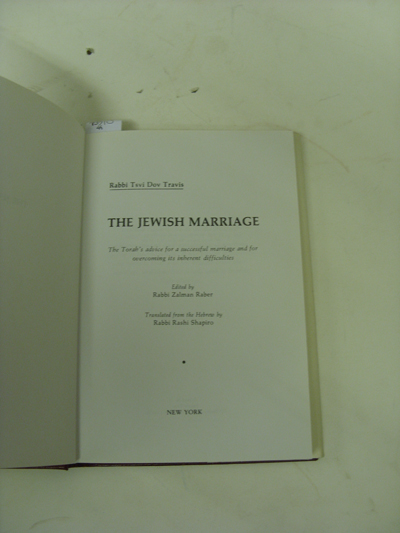 Rabbi Tsvi Dov Travis
THE JEWISH MARRIAGE
The Torah's advice for a successful marriage and for
overcoming its inherent difficulties
Edited by
Rabbi Zalman Raber
Translated from the Hebrew by
Rabbi Rashi Shapiro
NEW YORK